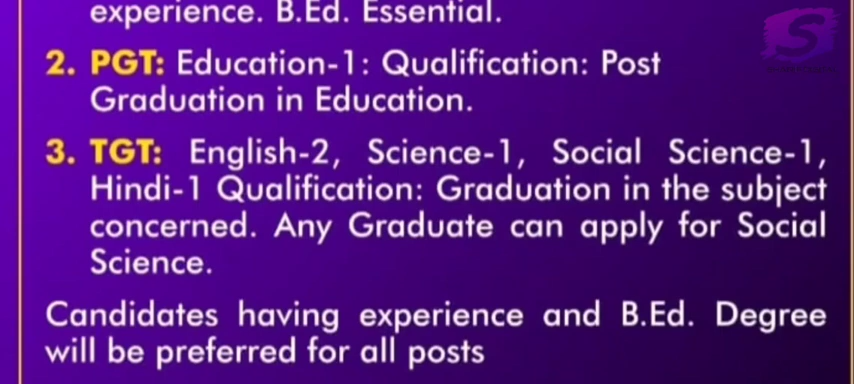 experience. B.Ed. Essential.
2. PGT: Education-1: Qualification: Post
Graduation in Education.
3. TGT: English-2, Science-1, Social Science-1,
Hindi-1 Qualification: Graduation in the subject
concerned. Any Graduate can apply for Social
Science.
Candidates having experience and B.Ed. Degree
will be preferred for all posts